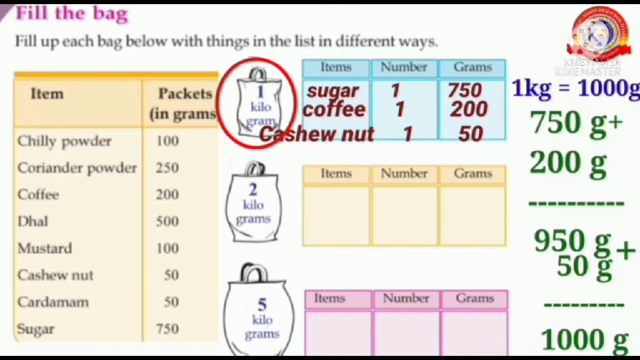 Fill the bag
Fill up each bag below with things in the list in different ways.
Item Packets (in grams
Chilly powder 100
Coriander powder 250
Coffee 200
Dhal 500
Mustard 100
Cashew nut 50
Cardamam 50
Sugar 750
1 kilo gram
Items Number Grams
sugar 1 750
coffee 1 200
Cashew nut 1 50
2 kilo grams
Items Number Grams
5 kilo grams
Items Number Grams
KINEMASTER
KINEMASTER
1kg = 1000g
750 g+
200 g
----------
950 g +
50 g
---------
1000 g